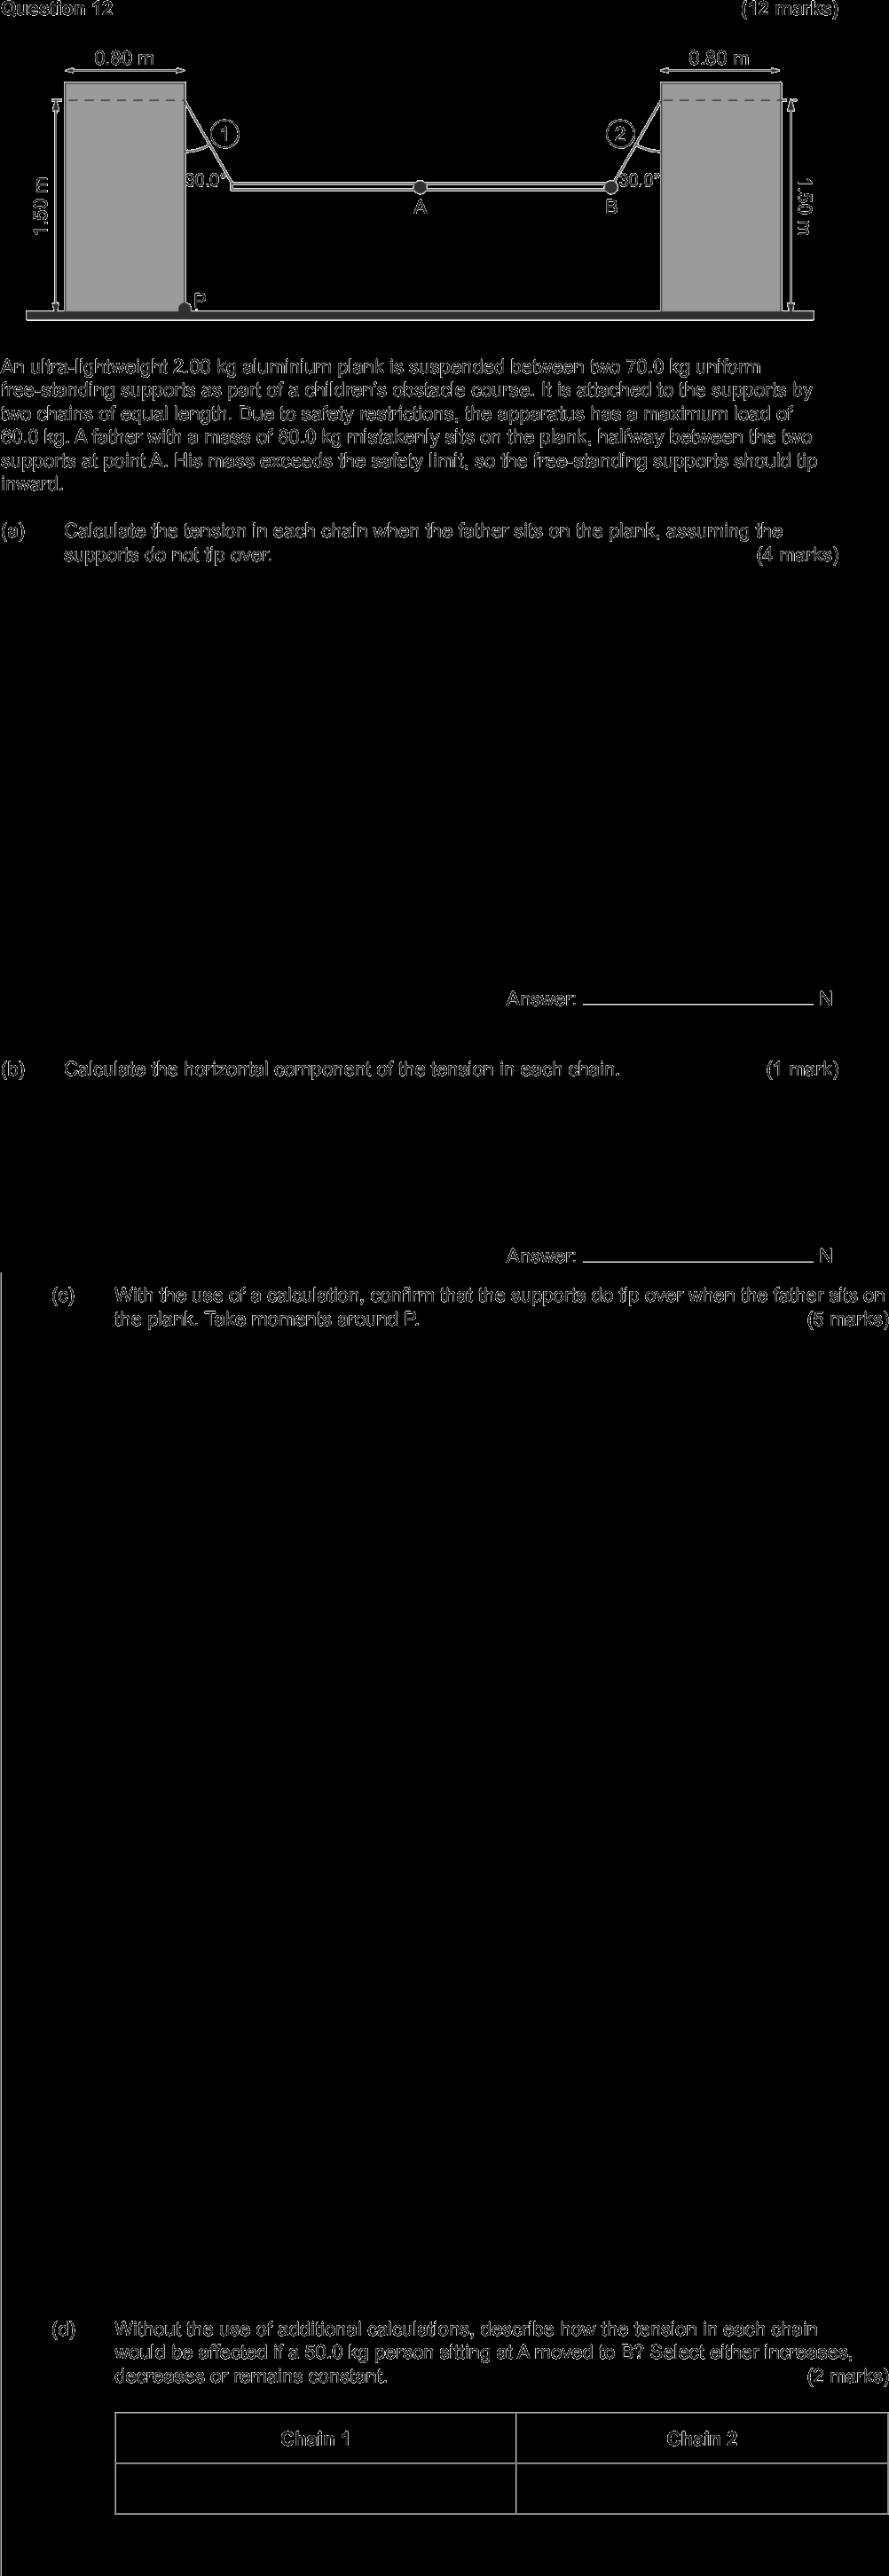 Question 12 (12 marks)
0.80 m 0.80 m
1 2
30.0° 30.0°
1.50 m 1.50 m
A B
P
An ultra-lightweight 2.00 kg aluminium plank is suspended between two 70.0 kg uniform
free-standing supports as part of a children's obstacle course. It is attached to the supports by
two chains of equal length. Due to safety restrictions, the apparatus has a maximum load of
60.0 kg. A father with a mass of 80.0 kg mistakenly sits on the plank, halfway between the two
supports at point A. His mass exceeds the safety limit, so the free-standing supports should tip
inward.
(a) Calculate the tension in each chain when the father sits on the plank, assuming the
supports do not tip over. (4 marks)
Answer: N
(b) Calculate the horizontal component of the tension in each chain. (1 mark)
Answer: N
(c) With the use of a calculation, confirm that the supports do tip over when the father sits on
the plank. Take moments around P. (5 marks)
(d) Without the use of additional calculations, describe how the tension in each chain
would be affected if a 50.0 kg person sitting at A moved to B? Select either increases,
decreases or remains constant. (2 marks)
Chain 1 Chain 2